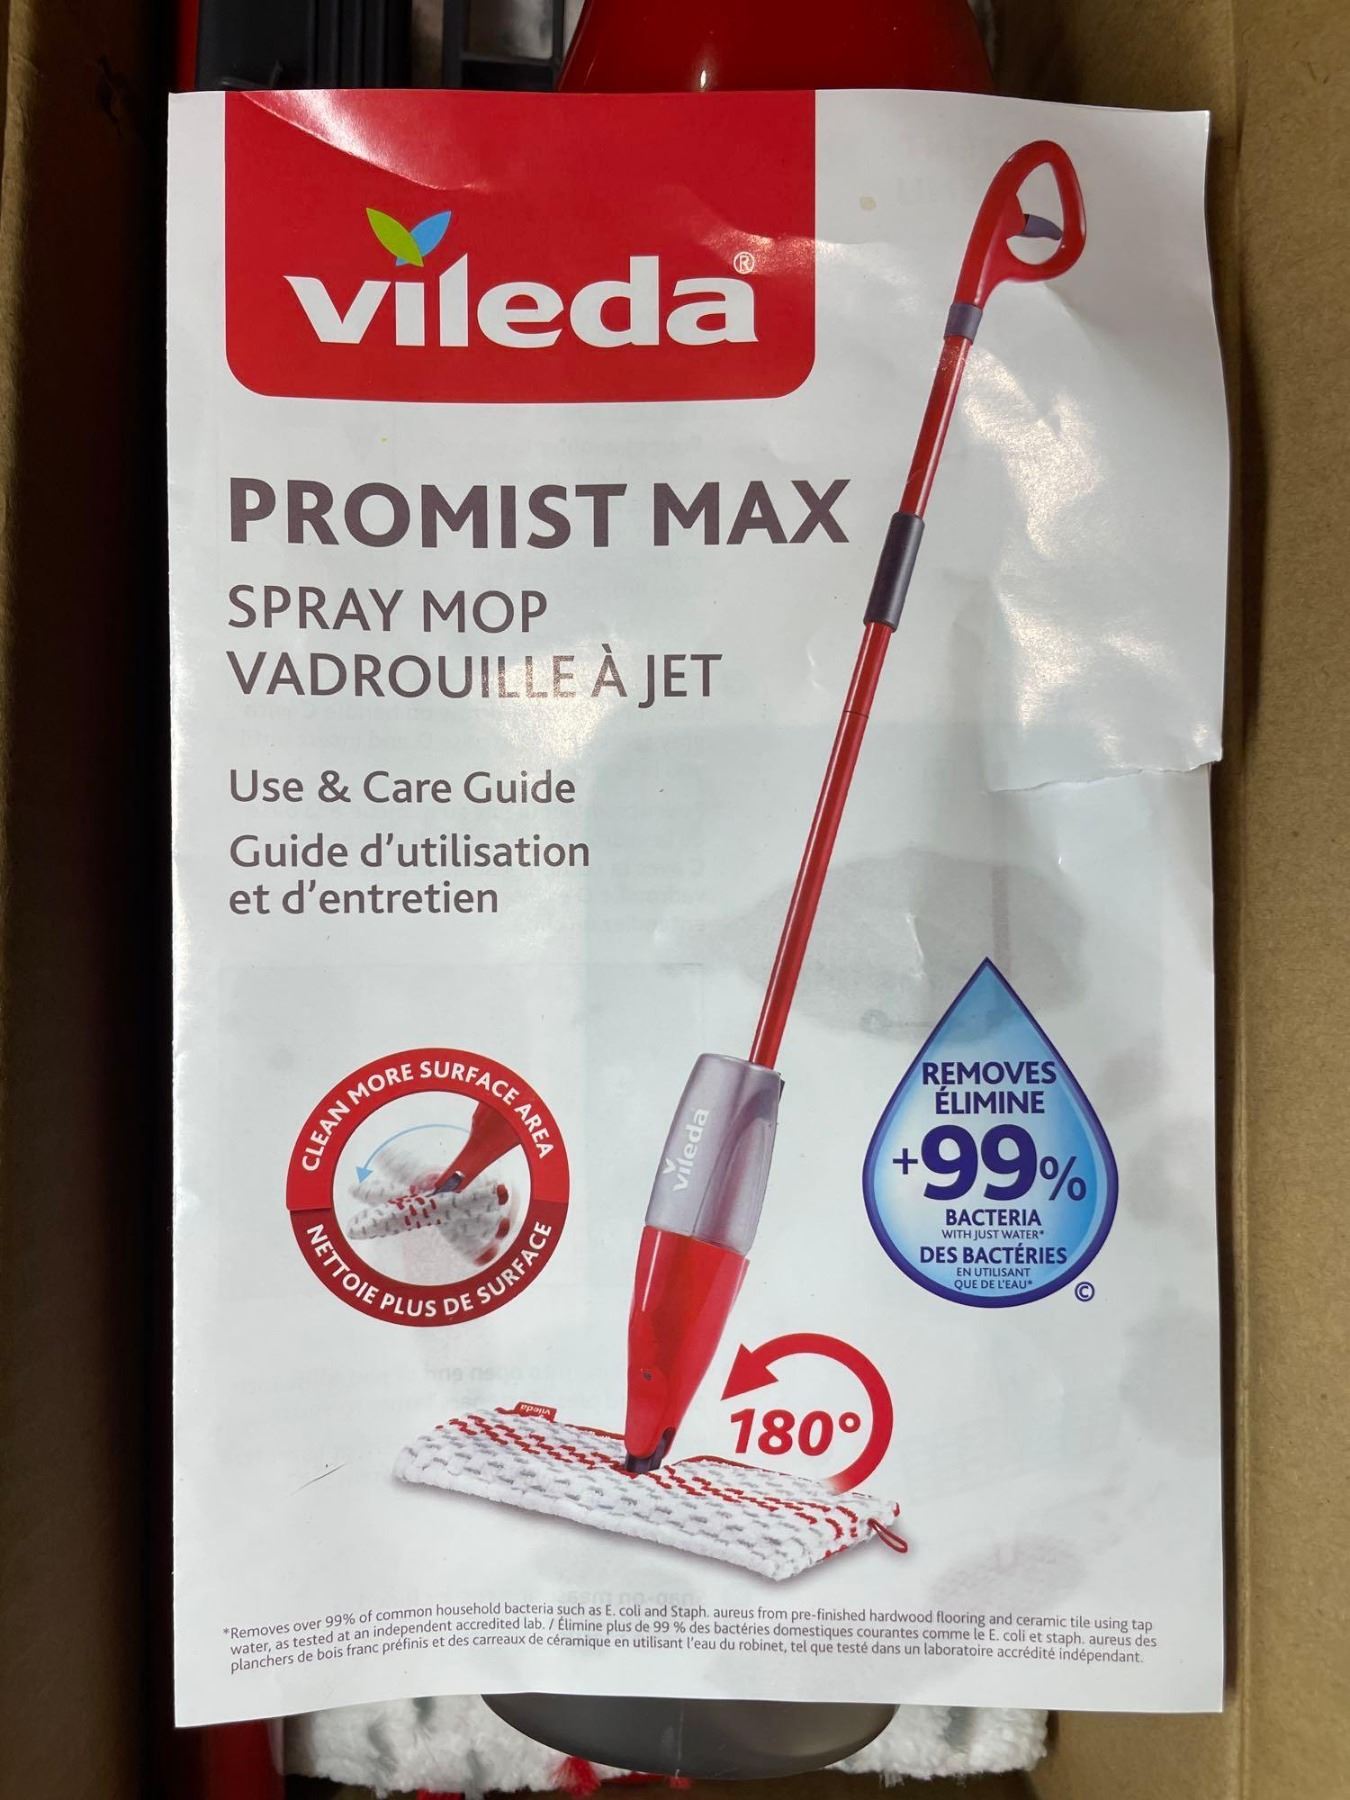 vileda®
PROMIST MAX
SPRAY MOP
VADROUILLE À JET
Use & Care Guide
Guide d'utilisation
et d'entretien
CLEAN MORE SURFACE AREA
NETTOIE PLUS DE SURFACE
vileda
REMOVES
ÉLIMINE
+99%
BACTERIA
WITH JUST WATER*
DES BACTÉRIES
EN UTILISANT
QUE DE L'EAU*
©
180°
vileda
*Removes over 99% of common household bacteria such as E. coli and Staph. aureus from pre-finished hardwood flooring and ceramic tile using tap
water, as tested at an independent accredited lab. / Élimine plus de 99 % des bactéries domestiques courantes comme le E. coli et staph. aureus des
planchers de bois franc préfinis et des carreaux de céramique en utilisant l'eau du robinet, tel que testé dans un laboratoire accrédité indépendant.